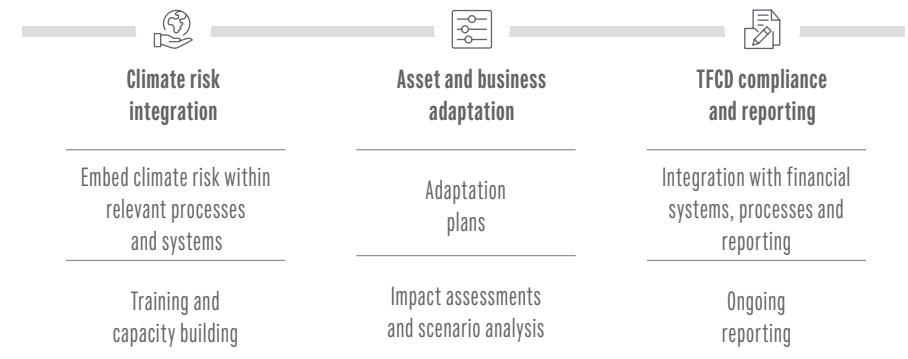 Climate risk
integration
Embed climate risk within
relevant processes
and systems
Training and
capacity building
Asset and business
adaptation
Adaptation
plans
Impact assessments
and scenario analysis
TFCD compliance
and reporting
Integration with financial
systems, processes and
reporting
Ongoing
reporting